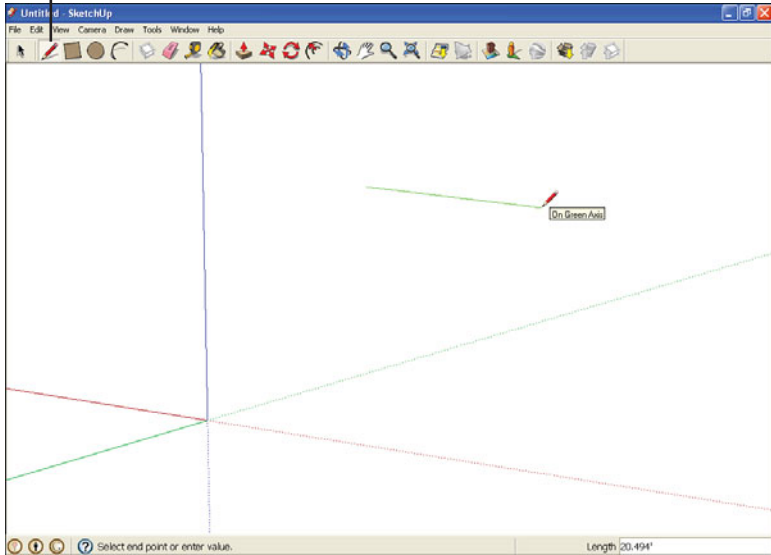 Untitled - SketchUp
File Edit View Camera Draw Tools Window Help
On Green Axis
Select end point or enter value.
Length 20.494'